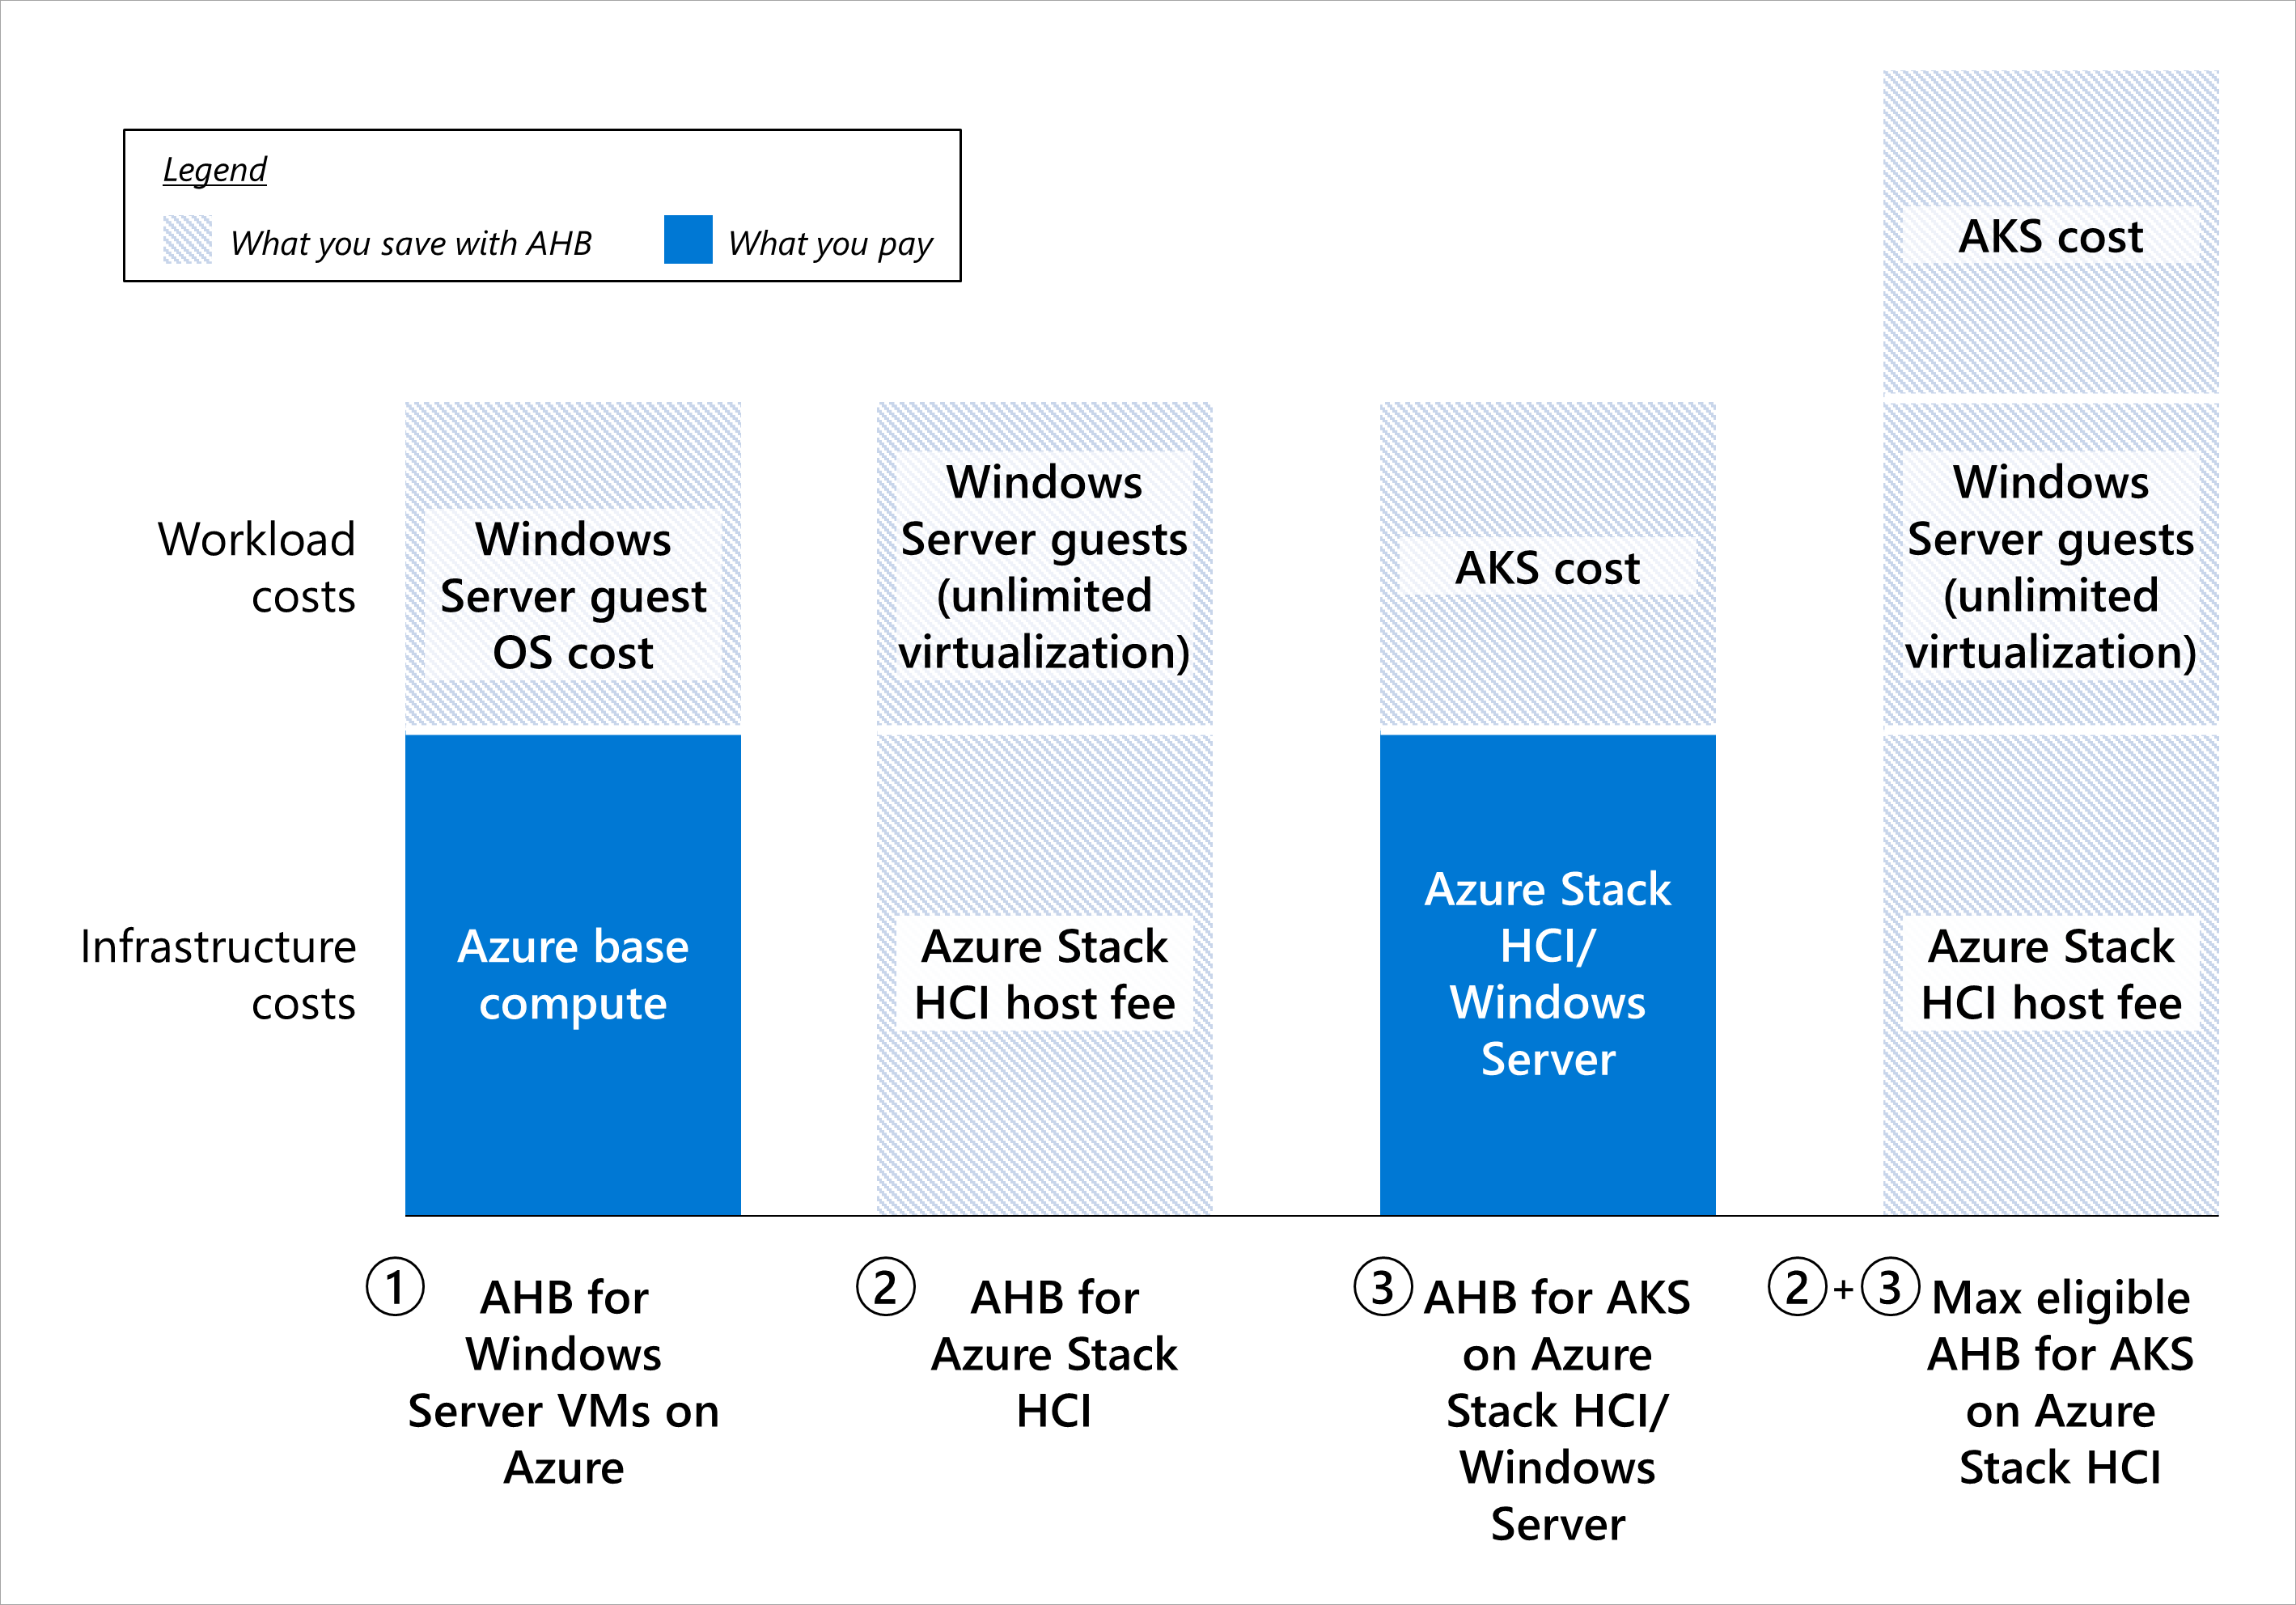 Legend
What you save with AHB
What you pay
Workload
costs
Infrastructure
costs
Windows
Server guest
OS cost
Azure base
compute
Windows
Server guests
(unlimited
virtualization)
Azure Stack
HCI host fee
AKS cost
Azure Stack
HCI/
Windows
Server
AKS cost
Windows
Server guests
(unlimited
virtualization)
Azure Stack
HCI host fee
1
AHB for
Windows
Server VMs on
Azure
2
AHB for
Azure Stack
HCI
3
AHB for AKS
on Azure
Stack HCI/
Windows
Server
2+3
Max eligible
AHB for AKS
on Azure
Stack HCI